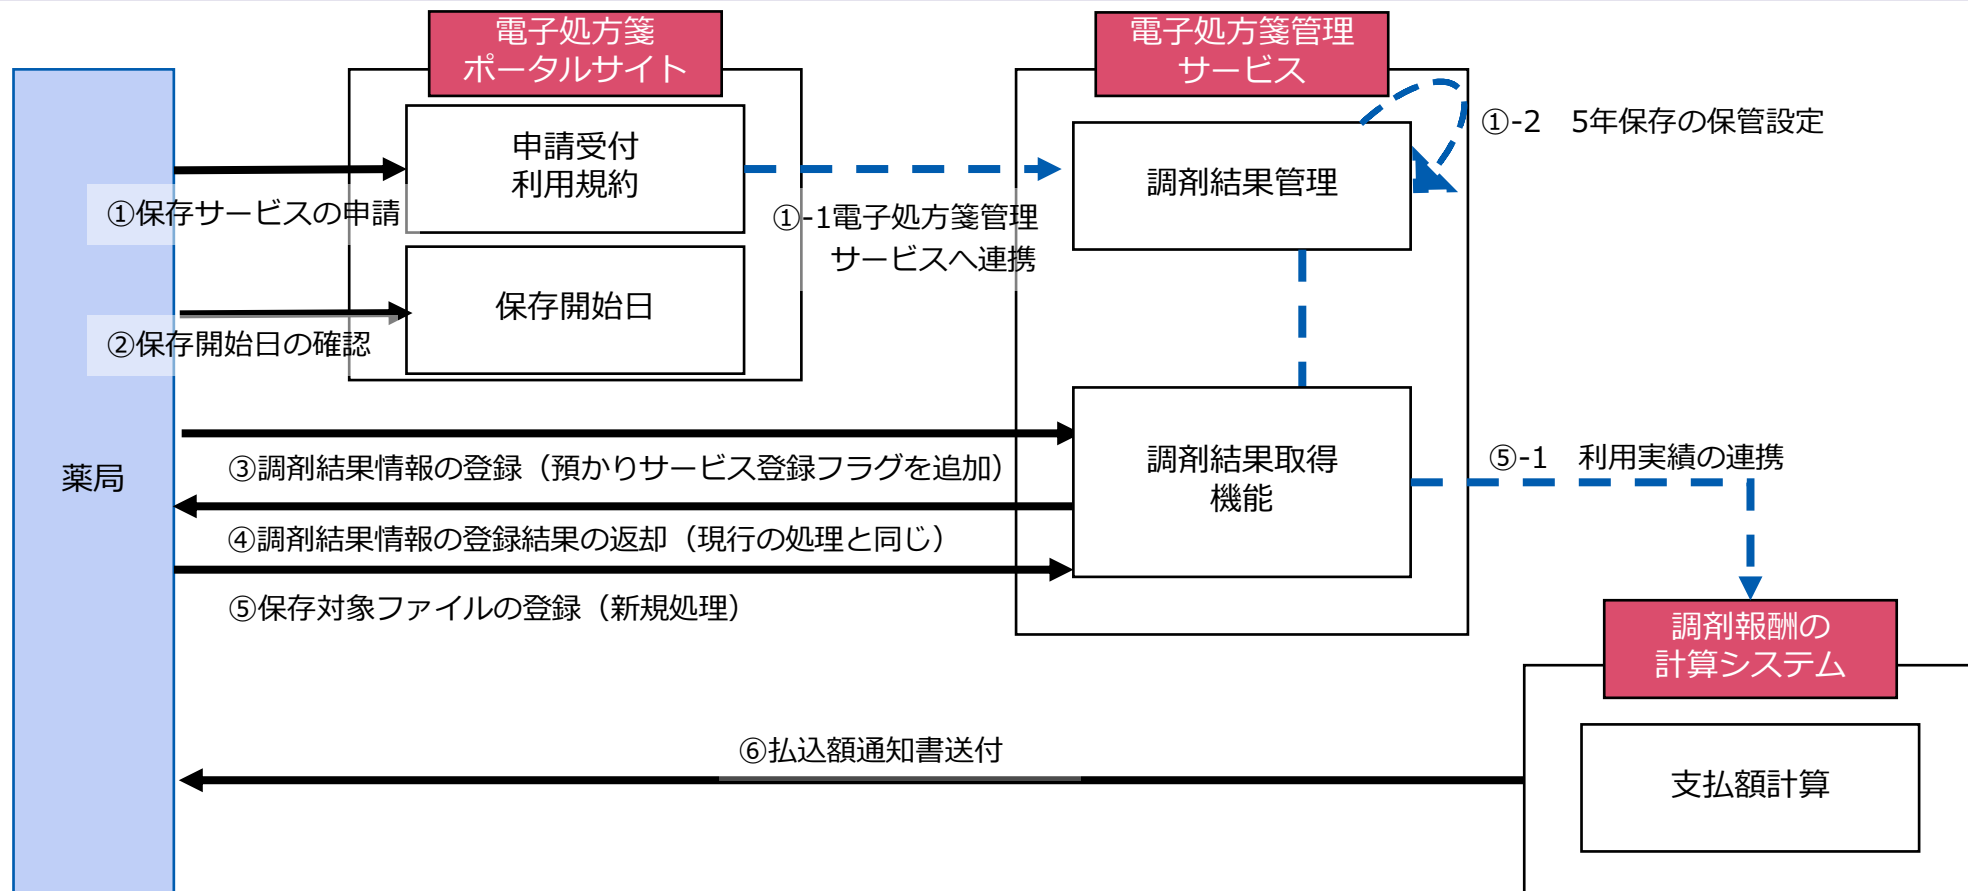 電子処方箋
ポータルサイト
電子処方箋管理
サービス
申請受付
利用規約
①-2 5年保存の保管設定
調剤結果管理
①保存サービスの申請
①-1電子処方箋管理
サービスへ連携
保存開始日
②保存開始日の確認
薬局
③調剤結果情報の登録（預かりサービス登録フラグを追加）
調剤結果取得
機能
⑤-1 利用実績の連携
④調剤結果情報の登録結果の返却（現行の処理と同じ）
⑤保存対象ファイルの登録（新規処理）
調剤報酬の
計算システム
⑥払込額通知書送付
支払額計算